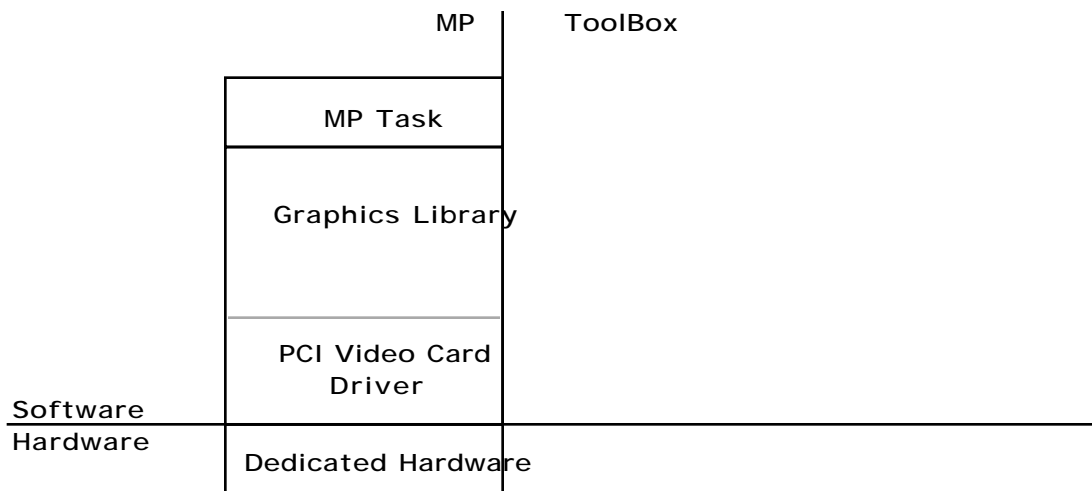 MP ToolBox
MP Task
Graphics Library
PCI Video Card
Driver
Software
Hardware
Dedicated Hardware